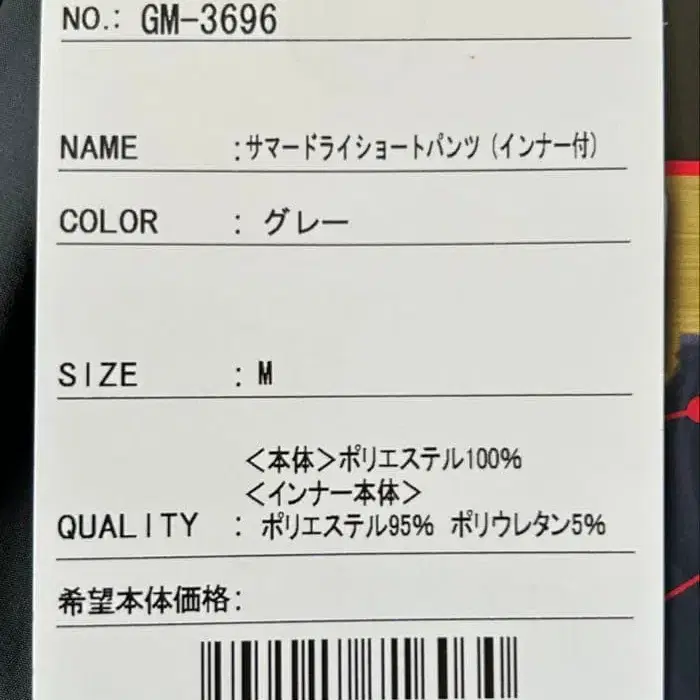 NO.: GM-3696
NAME :サマードライショートパンツ(インナー付)
COLOR : グレー
SIZE : M
<本体>ポリエステル100%
<インナー本体>
QUALITY : ポリエステル95% ポリウレタン5%
希望本体価格: